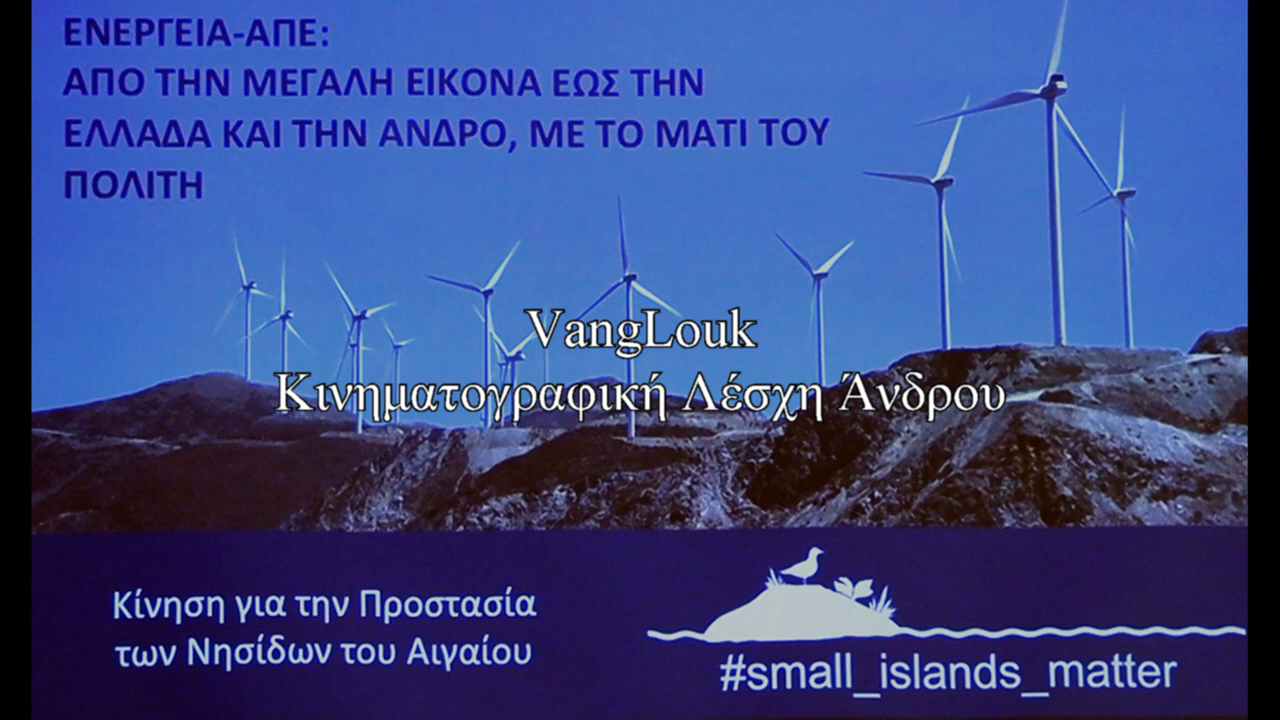 ΕΝΕΡΓΕΙΑ-ΑΠΕ:
ΑΠΟ ΤΗΝ ΜΕΓΑΛΗ ΕΙΚΟΝΑ ΕΩΣ ΤΗΝ
ΕΛΛΑΔΑ ΚΑΙ ΤΗΝ ΑΝΔΡΟ, ΜΕ ΤΟ ΜΑΤΙ ΤΟΥ
ΠΟΛΙΤΗ
VangLouk
Κινηματογραφική Λέσχη Άνδρου
Κίνηση για την Προστασία
των Νησίδων του Αιγαίου
#small_islands_matter